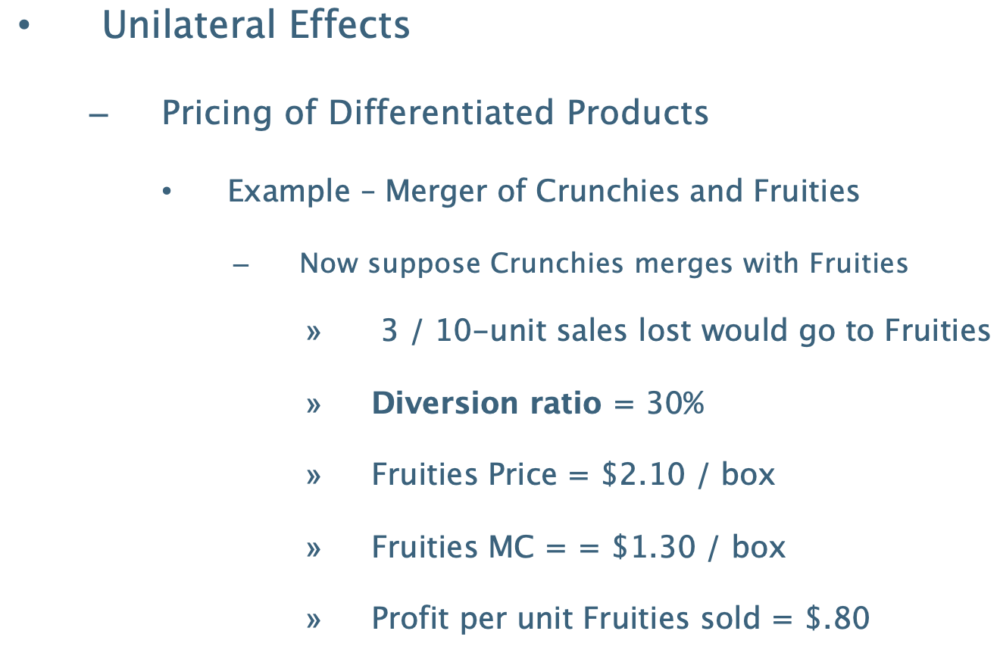 • Unilateral Effects
– Pricing of Differentiated Products
• Example – Merger of Crunchies and Fruities
– Now suppose Crunchies merges with Fruities
» 3 / 10-unit sales lost would go to Fruities
» Diversion ratio = 30%
» Fruities Price = $2.10 / box
» Fruities MC = = $1.30 / box
» Profit per unit Fruities sold = $.80